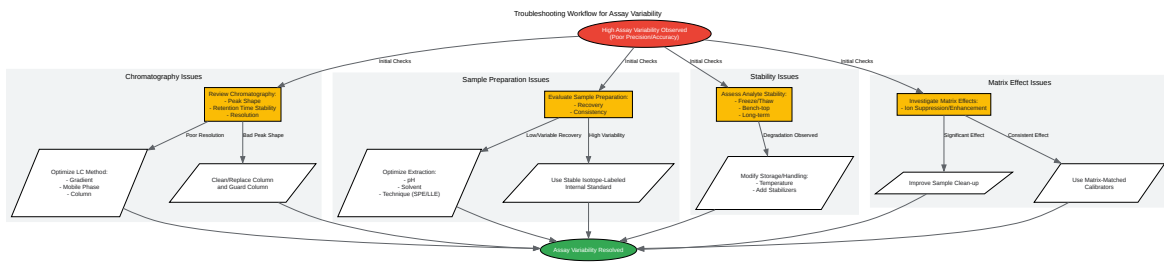 Troubleshooting Workflow for Assay Variability
High Assay Variability Observed
(Poor Precision/Accuracy)
Initial Checks
Initial Checks
Initial Checks
Initial Checks
Chromatography Issues
Sample Preparation Issues
Stability Issues
Matrix Effect Issues
Review Chromatography:
- Peak Shape
- Retention Time Stability
- Resolution
Evaluate Sample Preparation:
- Recovery
- Consistency
Assess Analyte Stability:
- Freeze/Thaw
- Bench-top
- Long-term
Investigate Matrix Effects:
- Ion Suppression/Enhancement
Poor Resolution
Bad Peak Shape
Low/Variable Recovery
High Variability
Degradation Observed
Significant Effect
Consistent Effect
Optimize LC Method:
- Gradient
- Mobile Phase
- Column
Clean/Replace Column
and Guard Column
Optimize Extraction:
- pH
- Solvent
- Technique (SPE/LLE)
Use Stable Isotope-Labeled
Internal Standard
Modify Storage/Handling:
- Temperature
- Add Stabilizers
Improve Sample Clean-up
Use Matrix-Matched
Calibrators
Assay Variability Resolved